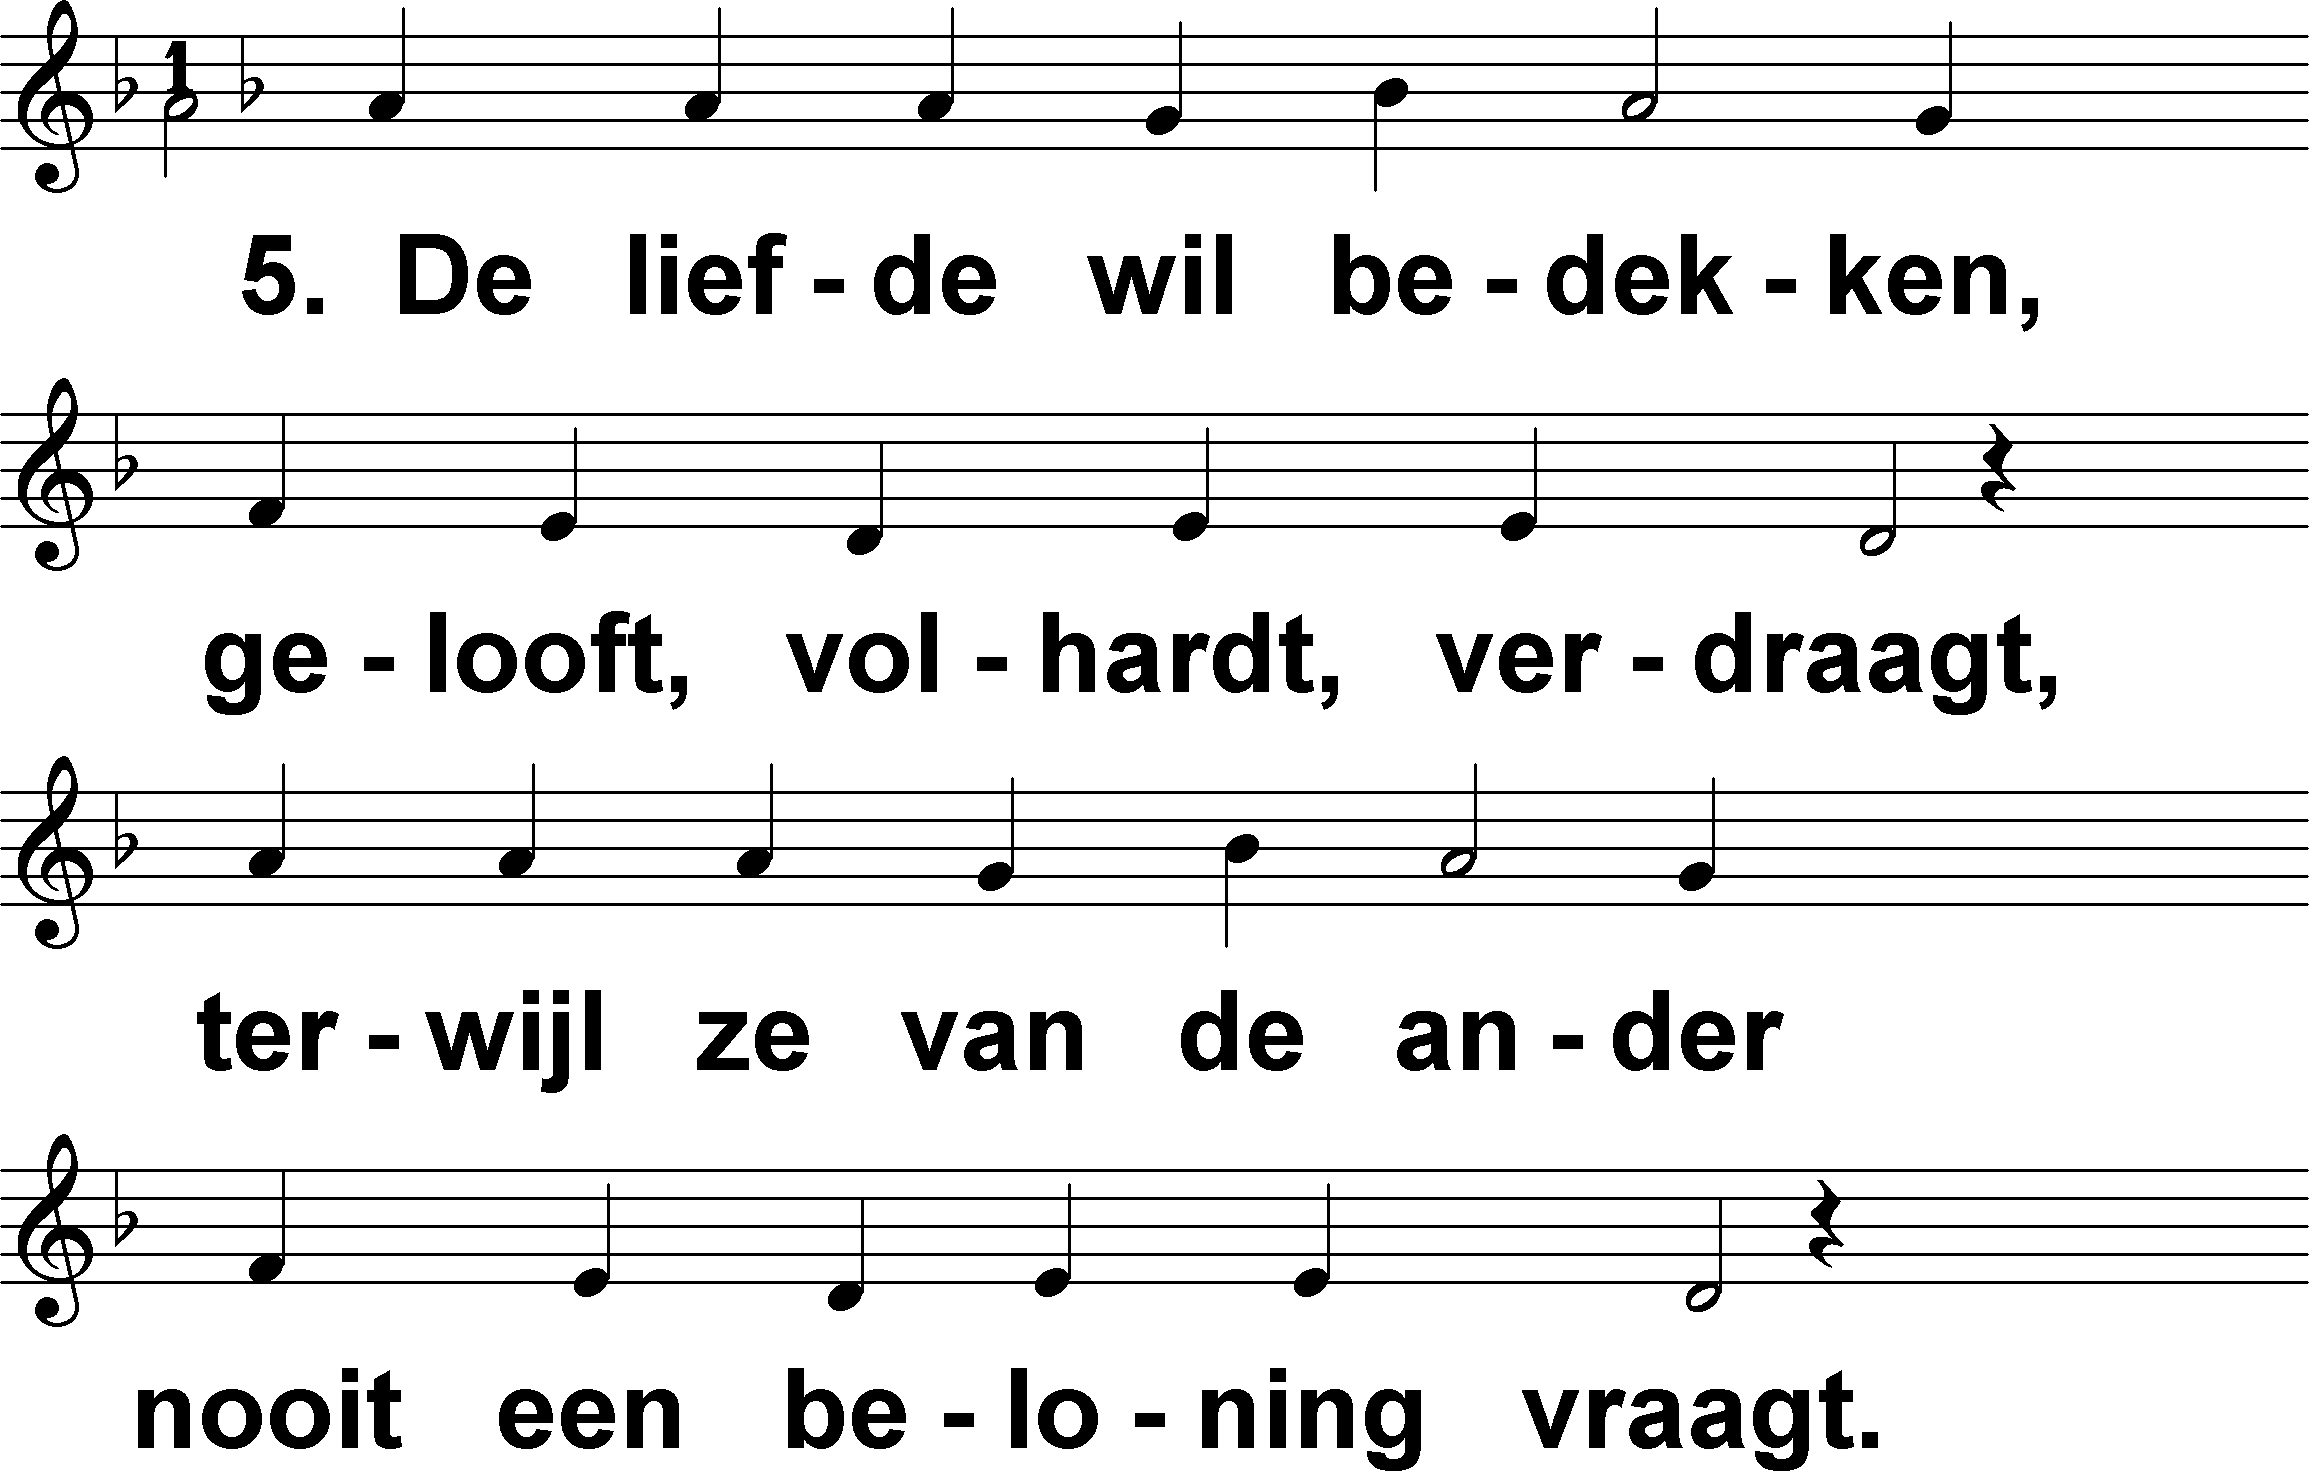 1
5. De lief - de wil be - dek - ken,
ge - looft, vol - hardt, ver - draagt,
ter - wijl ze van de an - der
nooit een be - lo - ning vraagt.